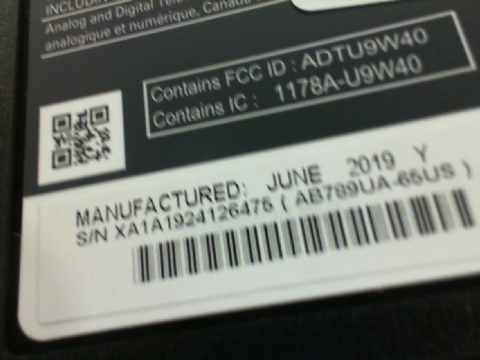 INCLUDING
Analog and Digital Tele
analogique et numérique, Canada
Contains FCC ID : ADTU9W40
Contains IC : 1178A-U9W40
MANUFACTURED: JUNE 2019 Y
S/N XA1A1924126475 ( AB789UA-65US )